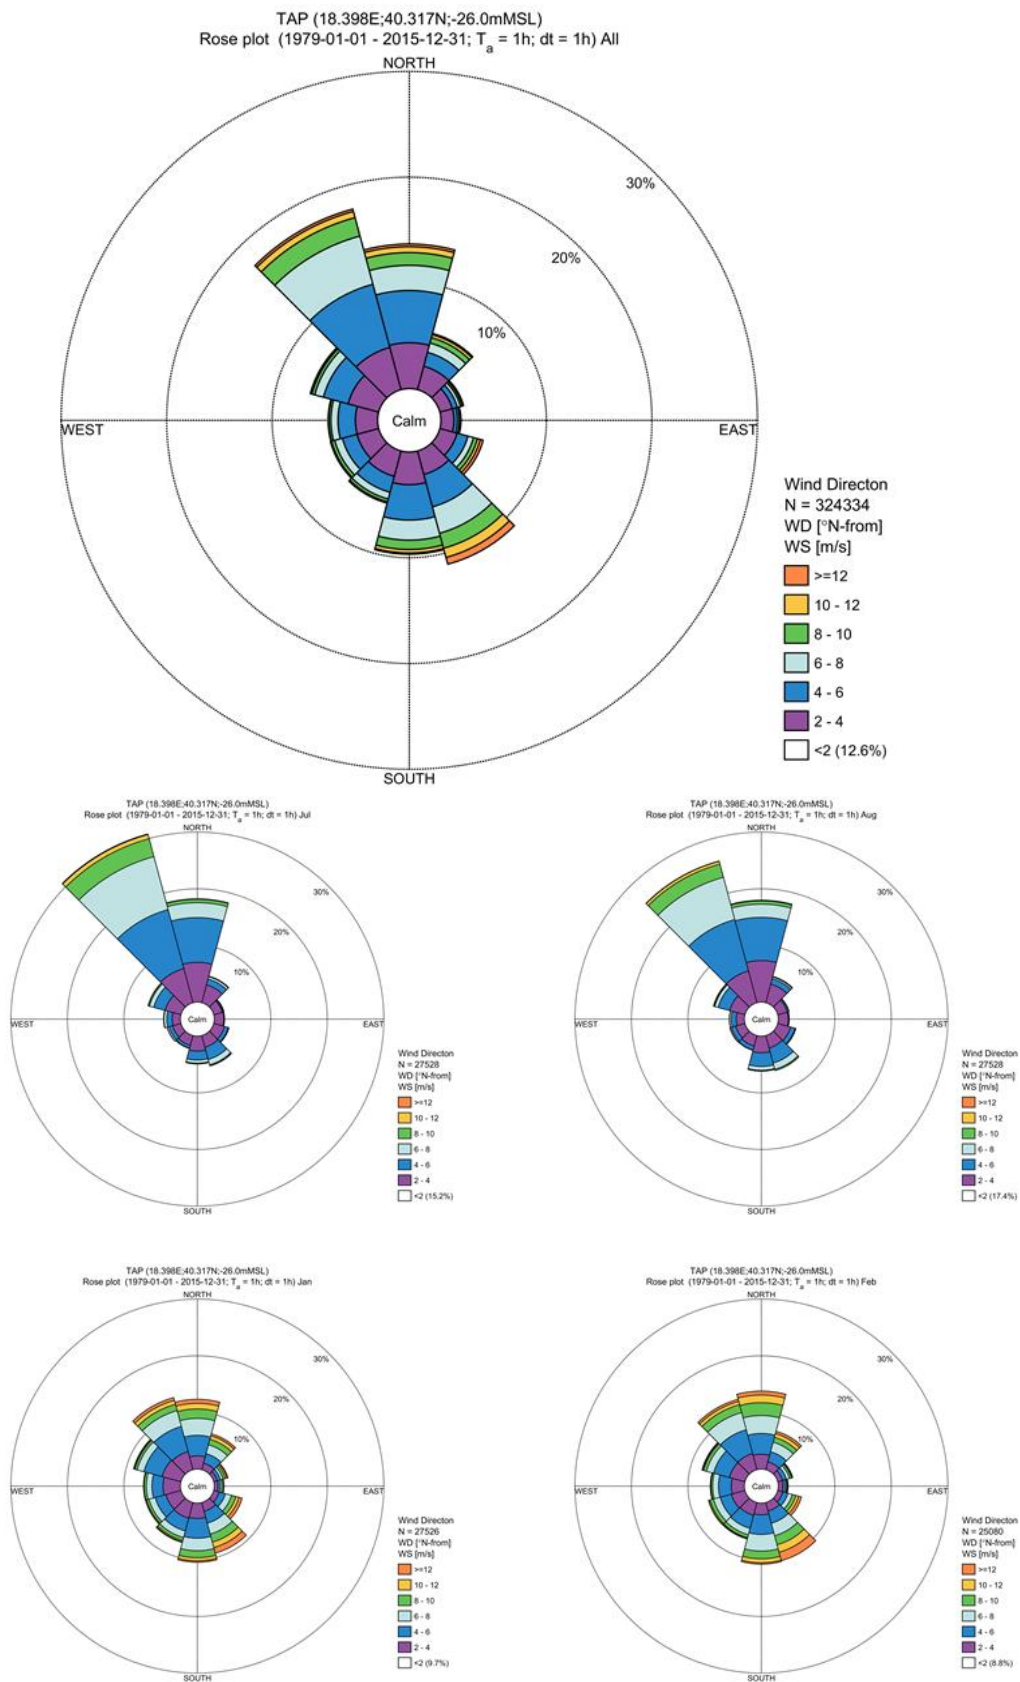 TAP (18.398E;40.317N;-26.0mMSL)
Rose plot (1979-01-01 - 2015-12-31; Ta = 1h; dt = 1h) All
NORTH
30%
20%
10%
Calm
WEST
EAST
SOUTH
Wind Directon
N = 324334
WD [°N-from]
WS [m/s]
>=12
10 - 12
8 - 10
6 - 8
4 - 6
2 - 4
<2 (12.6%)
TAP (18.398E;40.317N;-26.0mMSL)
Rose plot (1979-01-01 - 2015-12-31; Ta = 1h; dt = 1h) Jul
NORTH
30%
20%
10%
Calm
WEST
EAST
SOUTH
Wind Directon
N = 27528
WD [°N-from]
WS [m/s]
>=12
10 - 12
8 - 10
6 - 8
4 - 6
2 - 4
<2 (15.2%)
TAP (18.398E;40.317N;-26.0mMSL)
Rose plot (1979-01-01 - 2015-12-31; Ta = 1h; dt = 1h) Aug
NORTH
30%
20%
10%
Calm
WEST
EAST
SOUTH
Wind Directon
N = 27528
WD [°N-from]
WS [m/s]
>=12
10 - 12
8 - 10
6 - 8
4 - 6
2 - 4
<2 (17.4%)
TAP (18.398E;40.317N;-26.0mMSL)
Rose plot (1979-01-01 - 2015-12-31; Ta = 1h; dt = 1h) Jan
NORTH
30%
20%
10%
Calm
WEST
EAST
SOUTH
Wind Directon
N = 27526
WD [°N-from]
WS [m/s]
>=12
10 - 12
8 - 10
6 - 8
4 - 6
2 - 4
<2 (9.7%)
TAP (18.398E;40.317N;-26.0mMSL)
Rose plot (1979-01-01 - 2015-12-31; Ta = 1h; dt = 1h) Feb
NORTH
30%
20%
10%
Calm
WEST
EAST
SOUTH
Wind Directon
N = 25080
WD [°N-from]
WS [m/s]
>=12
10 - 12
8 - 10
6 - 8
4 - 6
2 - 4
<2 (8.8%)